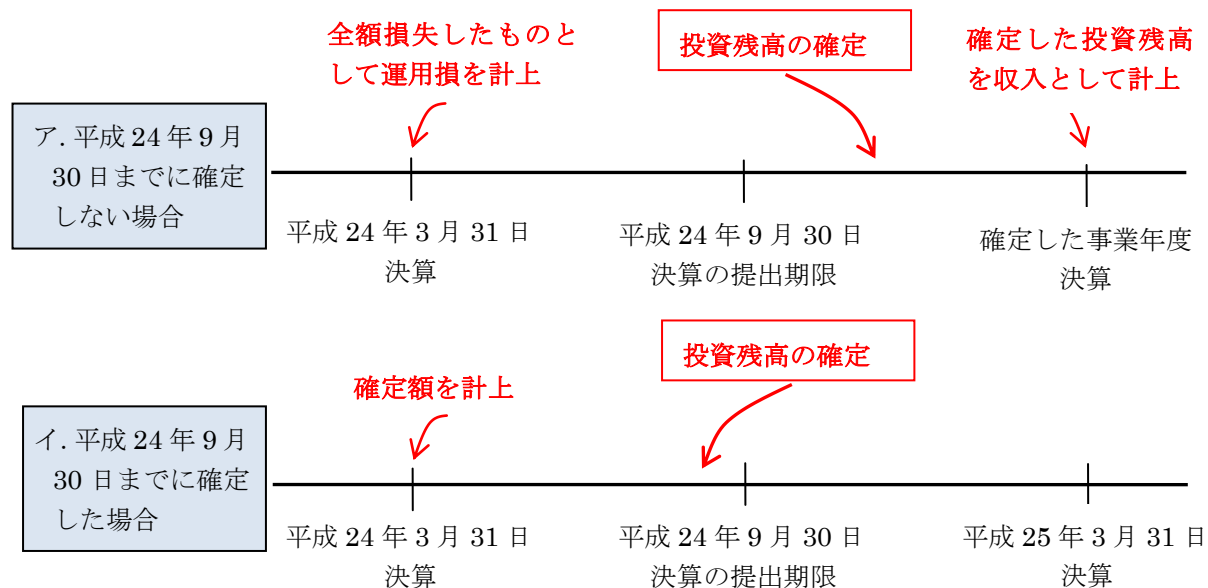 全額損失したものと
して運用損を計上
投資残高の確定
確定した投資残高
を収入として計上
ア.平成 24 年 9 月
30 日までに確定
しない場合
平成 24 年 3 月 31 日
決算
平成 24 年 9 月 30 日
決算の提出期限
確定した事業年度
決算
投資残高の確定
確定額を計上
イ.平成 24 年 9 月
30 日までに確定
した場合
平成 24 年 3 月 31 日
決算
平成 24 年 9 月 30 日
決算の提出期限
平成 25 年 3 月 31 日
決算